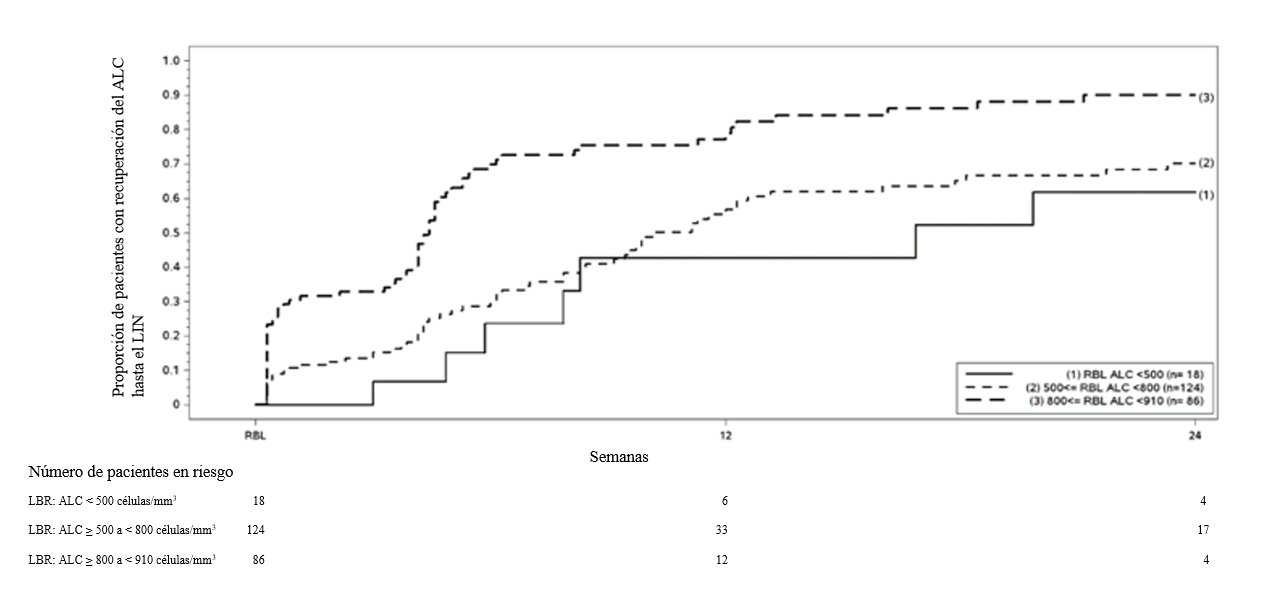 Proporción de pacientes con recuperación del ALC
hasta el LIN
1.0
0.9
0.8
0.7
0.6
0.5
0.4
0.3
0.2
0.1
0
(3)
(2)
(1)
(1) RBL ALC <500 (n= 18)
(2) 500<= RBL ALC <800 (n=124)
(3) 800<= RBL ALC <910 (n= 86)
RBL 12 24
Semanas
Número de pacientes en riesgo
LBR: ALC < 500 células/mm³ 18 6 4
LBR: ALC ≥ 500 a < 800 células/mm³ 124 33 17
LBR: ALC ≥ 800 a < 910 células/mm³ 86 12 4